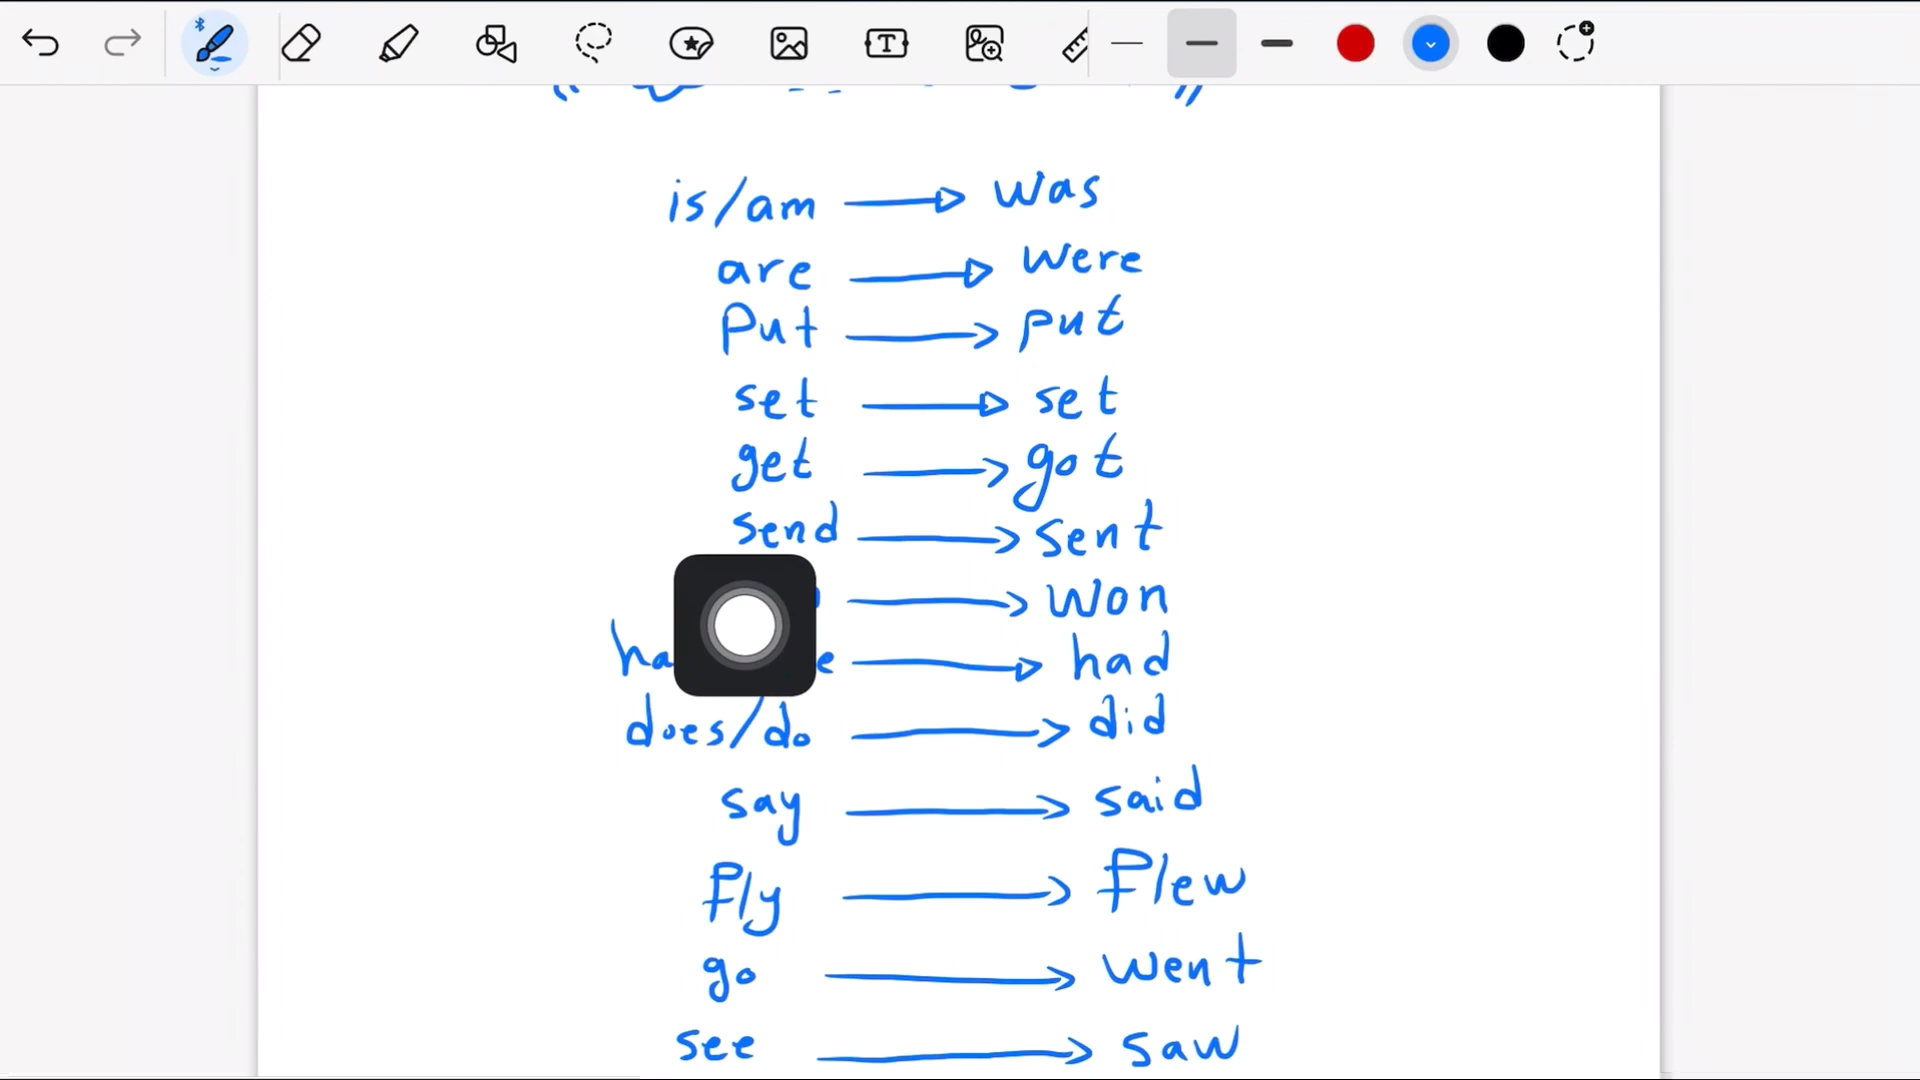 is/am → was
are → were
Put → put
set → set
get → got
send → sent
→ won
→ had
does/do → did
say → said
Fly → Flew
go → went
see → saw